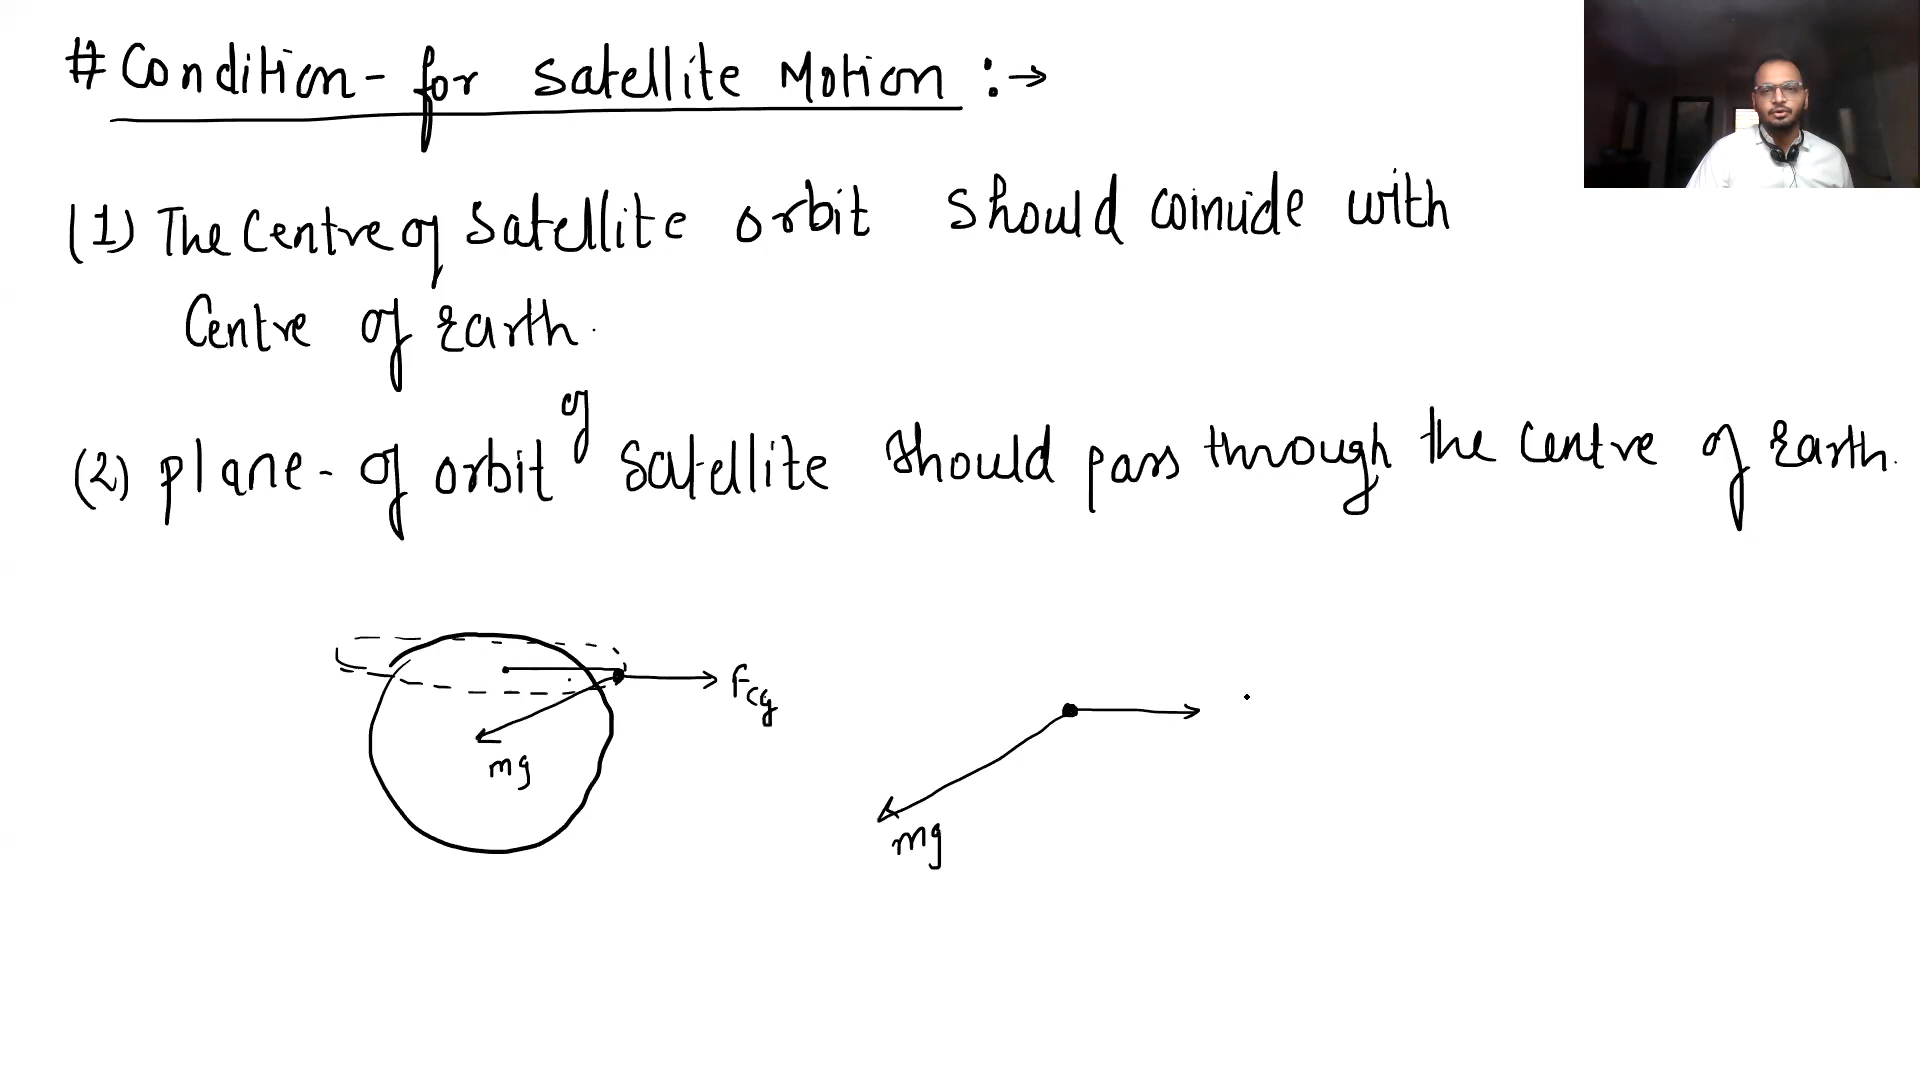 # Condition - for satellite Motion :→
(1) The Centre of satellite orbit should coincide with
Centre of Earth.
(2) plane - of orbit of satellite should pass through the centre of Earth.
Fcg
mg
mg